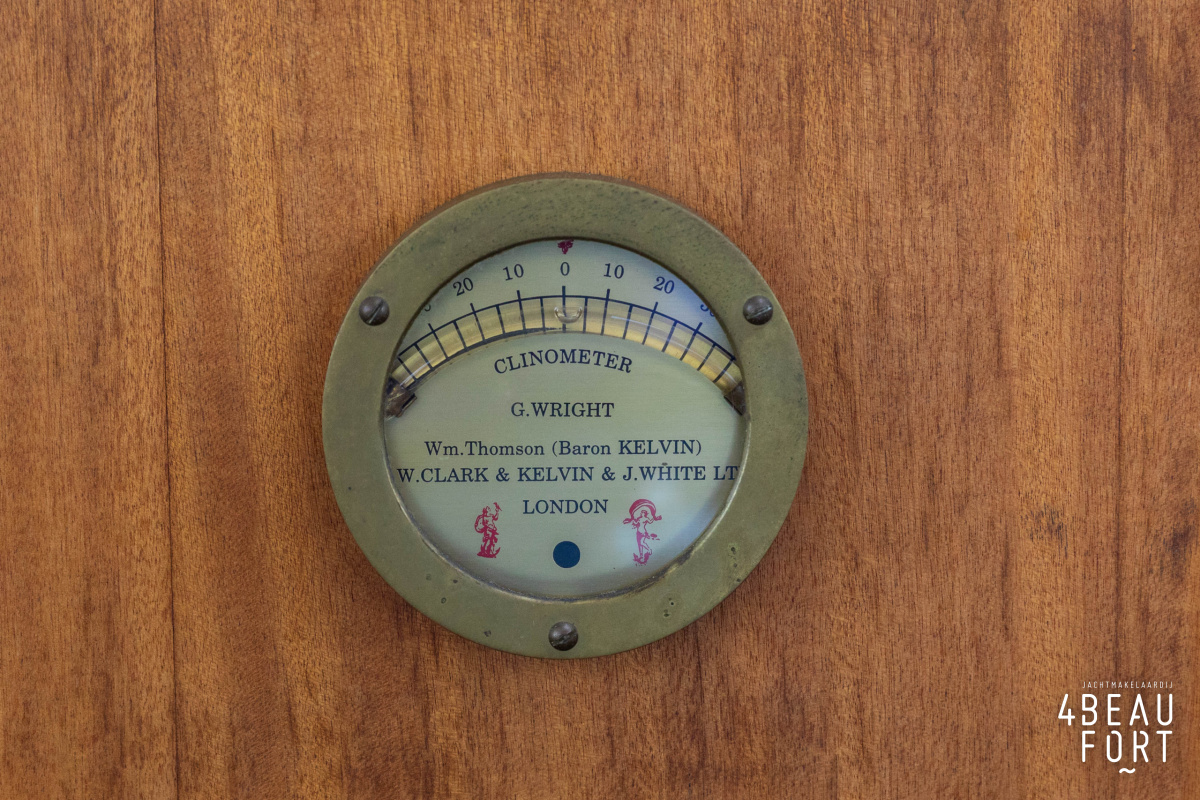 20 10 0 10 20 30
CLINOMETER
G.WRIGHT
Wm.Thomson (Baron KELVIN)
W.CLARK & KELVIN & J.WHITE LT
LONDON
JACHTMAKELAARDIJ
4BEAU
FORT